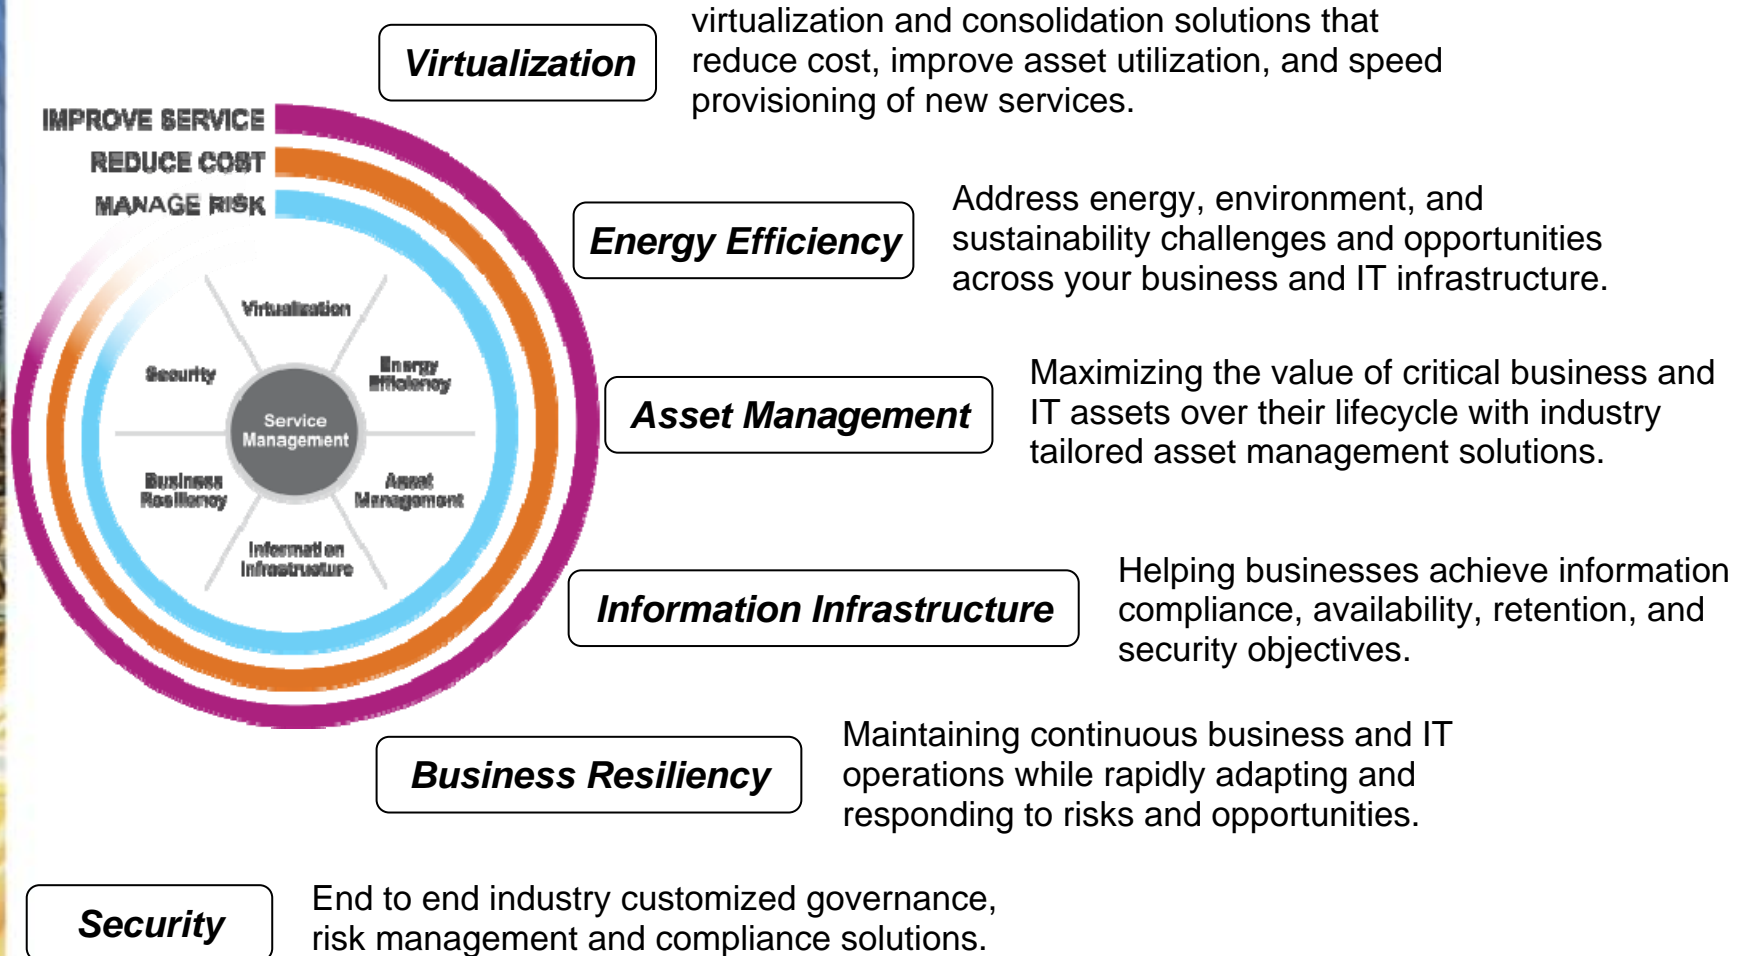 virtualization and consolidation solutions that
Virtualization
reduce cost, improve asset utilization, and speed
provisioning of new services.
IMPROVE SERVICE
REDUCE COST
MANAGE RISK
Virtualization
Security
Energy
Efficiency
Service
Management
Business
Resiliency
Asset
Management
Information
Infrastructure
Energy Efficiency
Address energy, environment, and
sustainability challenges and opportunities
across your business and IT infrastructure.
Asset Management
Maximizing the value of critical business and
IT assets over their lifecycle with industry
tailored asset management solutions.
Information Infrastructure
Helping businesses achieve information
compliance, availability, retention, and
security objectives.
Business Resiliency
Maintaining continuous business and IT
operations while rapidly adapting and
responding to risks and opportunities.
Security
End to end industry customized governance,
risk management and compliance solutions.